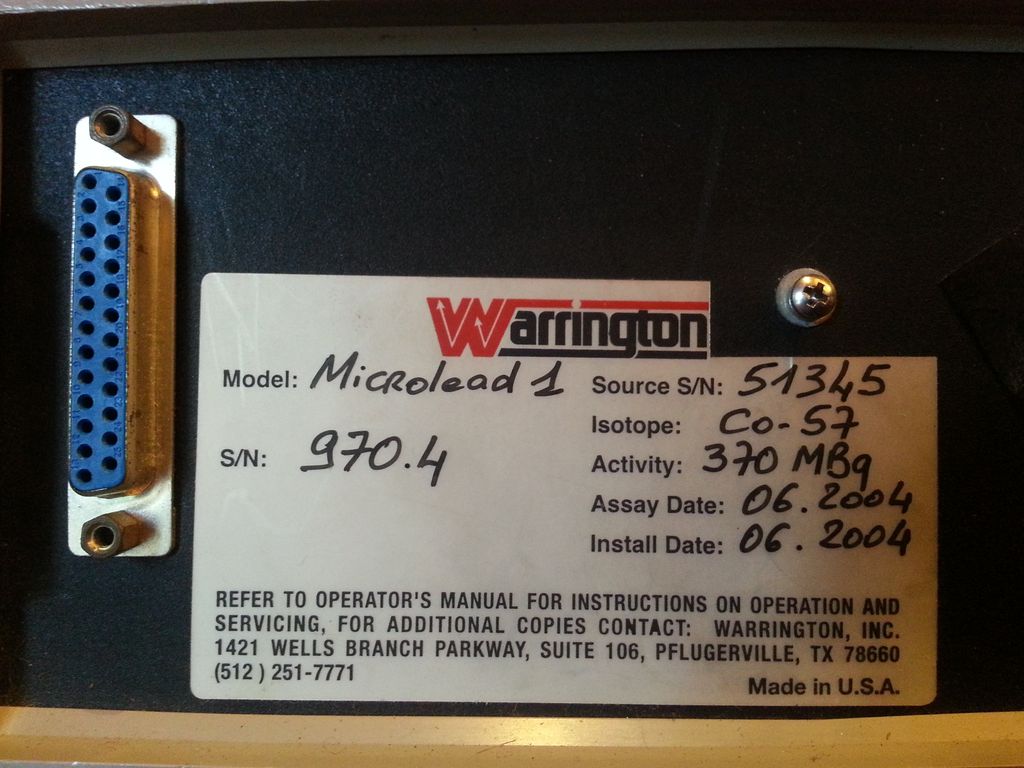 Warrington
Model: Microlead 1
S/N: 970.4
Source S/N: 51345
Isotope: Co-57
Activity: 370 MBq
Assay Date: 06.2004
Install Date: 06.2004
REFER TO OPERATOR'S MANUAL FOR INSTRUCTIONS ON OPERATION AND
SERVICING, FOR ADDITIONAL COPIES CONTACT: WARRINGTON, INC.
1421 WELLS BRANCH PARKWAY, SUITE 106, PFLUGERVILLE, TX 78660
(512 ) 251-7771
Made in U.S.A.